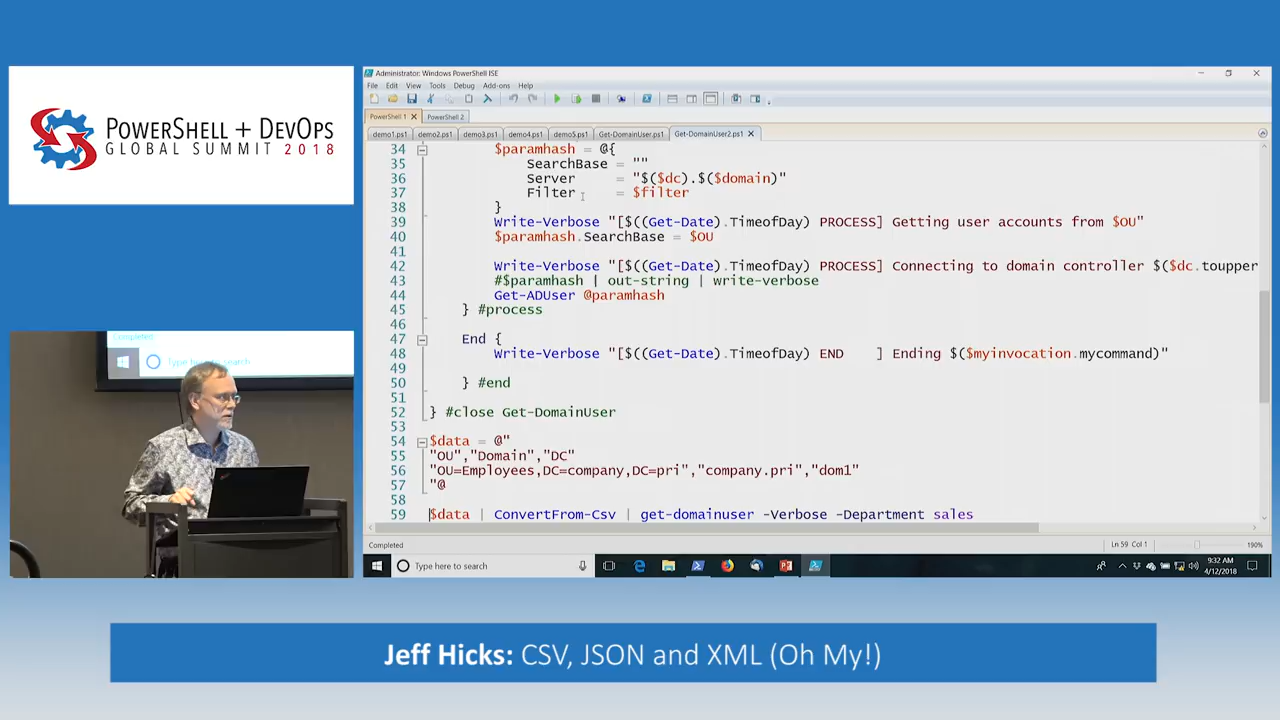 POWERSHELL + DEVOPS
GLOBAL SUMMIT 2018
Completed
Type here to search
Administrator: Windows PowerShell ISE
File Edit View Tools Debug Add-ons Help
PowerShell 1 PowerShell 2
demo1.ps1 demo2.ps1 demo3.ps1 demo4.ps1 demo5.ps1 Get-DomainUser.ps1 Get-DomainUser2.ps1
34 $paramhash = @{
35 SearchBase = ""
36 Server = "$($dc).$($domain)"
37 Filter = $filter
38 }
39 Write-Verbose "[$((Get-Date).TimeofDay) PROCESS] Getting user accounts from $OU"
40 $paramhash.SearchBase = $OU
41
42 Write-Verbose "[$((Get-Date).TimeofDay) PROCESS] Connecting to domain controller $($dc.toupper
43 #$paramhash | out-string | write-verbose
44 Get-ADUser @paramhash
45 } #process
46
47 End {
48 Write-Verbose "[$((Get-Date).TimeofDay) END ] Ending $($myinvocation.mycommand)"
49
50 } #end
51
52 } #close Get-DomainUser
53
54 $data = @"
55 "OU","Domain","DC"
56 "OU=Employees,DC=company,DC=pri","company.pri","dom1"
57 "@
58
59 $data | ConvertFrom-Csv | get-domainuser -Verbose -Department sales
Completed Ln 59 Col 1 190%
Type here to search 9:32 AM
4/12/2018
Jeff Hicks: CSV, JSON and XML (Oh My!)